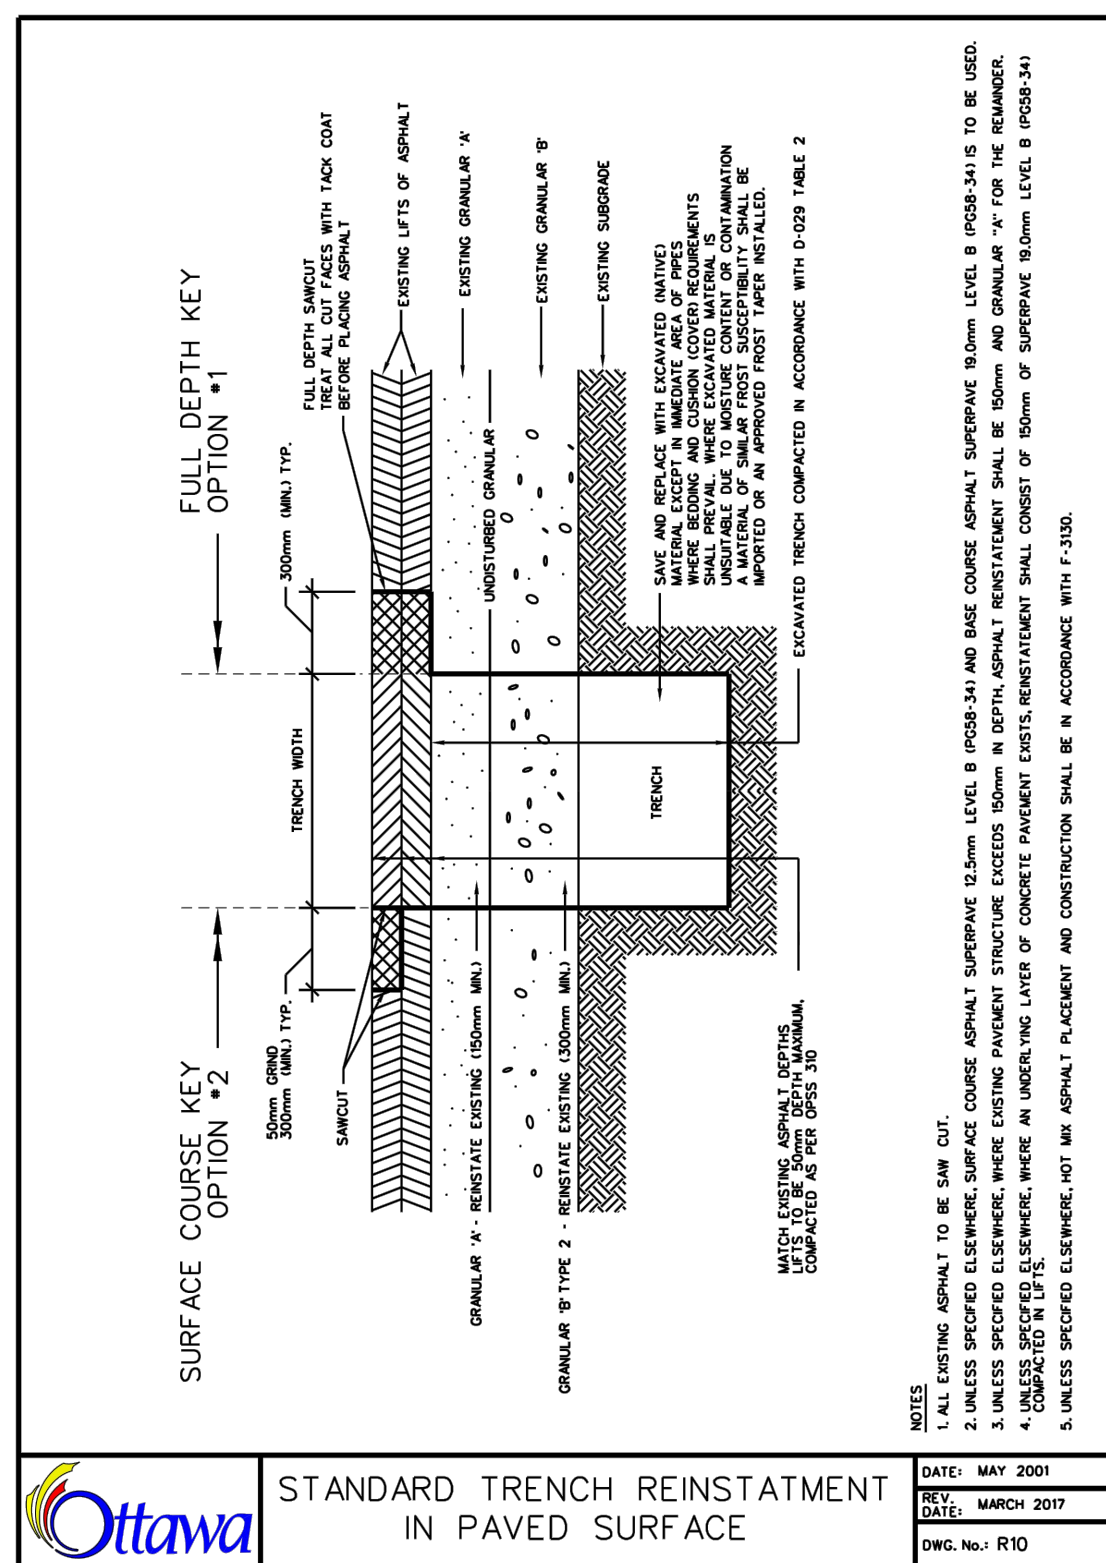 SURFACE COURSE KEY
OPTION #2
FULL DEPTH KEY
OPTION #1
50mm GRIND
300mm (MIN.) TYP.
TRENCH WIDTH
300mm (MIN.) TYP.
FULL DEPTH SAWCUT
TREAT ALL CUT FACES WITH TACK COAT
BEFORE PLACING ASPHALT
SAWCUT
EXISTING LIFTS OF ASPHALT
EXISTING GRANULAR 'A'
GRANULAR 'A' - REINSTATE EXISTING (150mm MIN.)
UNDISTURBED GRANULAR
EXISTING GRANULAR 'B'
GRANULAR 'B' TYPE 2 - REINSTATE EXISTING (300mm MIN.)
EXISTING SUBGRADE
TRENCH
SAVE AND REPLACE WITH EXCAVATED (NATIVE)
MATERIAL EXCEPT IN IMMEDIATE AREA OF PIPES
WHERE BEDDING AND CUSHION (COVER) REQUIREMENTS
SHALL PREVAIL. WHERE EXCAVATED MATERIAL IS
UNSUITABLE DUE TO MOISTURE CONTENT OR CONTAMINATION
A MATERIAL OF SIMILAR FROST SUSCEPTIBILITY SHALL BE
IMPORTED OR AN APPROVED FROST TAPER INSTALLED.
MATCH EXISTING ASPHALT DEPTHS
LIFTS TO BE 50mm DEPTH MAXIMUM,
COMPACTED AS PER OPSS 310
EXCAVATED TRENCH COMPACTED IN ACCORDANCE WITH D-029 TABLE 2
NOTES
1. ALL EXISTING ASPHALT TO BE SAW CUT.
2. UNLESS SPECIFIED ELSEWHERE, SURFACE COURSE ASPHALT SUPERPAVE 12.5mm LEVEL B (PG58-34) AND BASE COURSE ASPHALT SUPERPAVE 19.0mm LEVEL B (PG58-34) IS TO BE USED.
3. UNLESS SPECIFIED ELSEWHERE, WHERE EXISTING PAVEMENT STRUCTURE EXCEEDS 150mm IN DEPTH, ASPHALT REINSTATEMENT SHALL BE 150mm AND GRANULAR "A" FOR THE REMAINDER.
4. UNLESS SPECIFIED ELSEWHERE, WHERE AN UNDERLYING LAYER OF CONCRETE PAVEMENT EXISTS, REINSTATEMENT SHALL CONSIST OF 150mm OF SUPERPAVE 19.0mm LEVEL B (PG58-34)
COMPACTED IN LIFTS.
5. UNLESS SPECIFIED ELSEWHERE, HOT MIX ASPHALT PLACEMENT AND CONSTRUCTION SHALL BE IN ACCORDANCE WITH F-3130.
Ottawa
STANDARD TRENCH REINSTATMENT
IN PAVED SURFACE
DATE: MAY 2001
REV. DATE: MARCH 2017
DWG. No.: R10